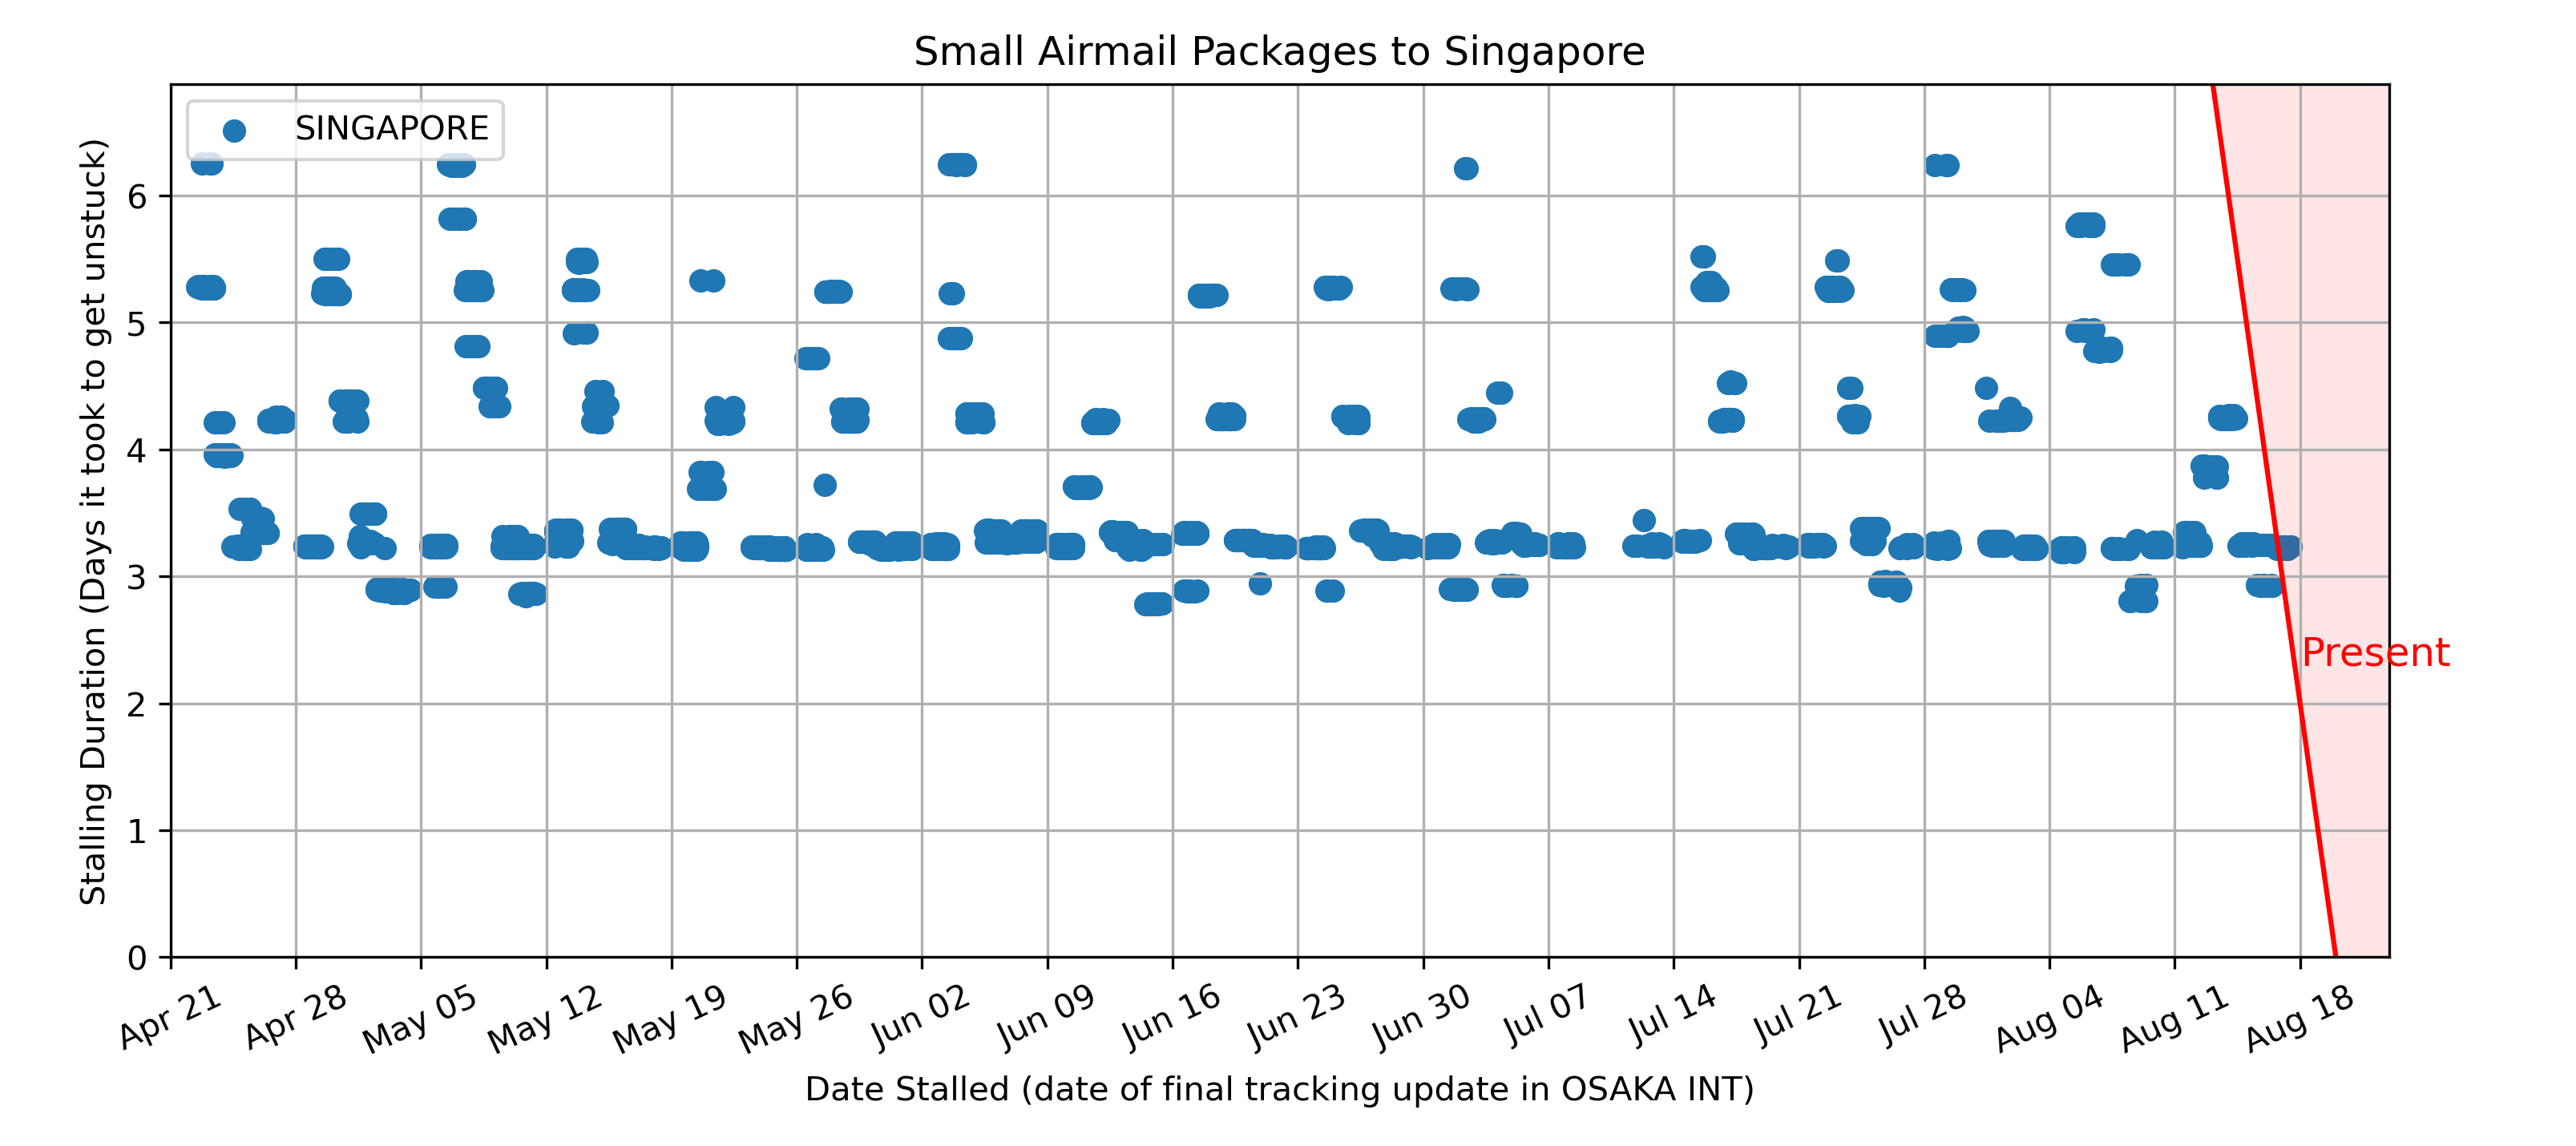 Small Airmail Packages to Singapore
SINGAPORE
Stalling Duration (Days it took to get unstuck)
6
5
4
3
2
1
0
Present
Apr 21
Apr 28
May 05
May 12
May 19
May 26
Jun 02
Jun 09
Jun 16
Jun 23
Jun 30
Jul 07
Jul 14
Jul 21
Jul 28
Aug 04
Aug 11
Aug 18
Date Stalled (date of final tracking update in OSAKA INT)